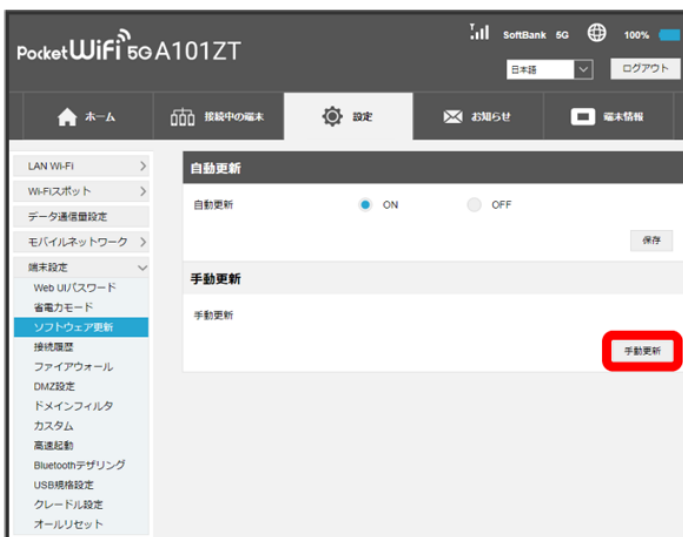 PocketWiFi 5G A101ZT
SoftBank 5G 100%
日本語 ログアウト
ホーム 接続中の端末 設定 お知らせ 端末情報
LAN Wi-Fi
Wi-Fiスポット
データ通信量設定
モバイルネットワーク
端末設定
Web UIパスワード
省電力モード
ソフトウェア更新
接続履歴
ファイアウォール
DMZ設定
ドメインフィルタ
カスタム
高速起動
Bluetoothテザリング
USB規格設定
クレードル設定
オールリセット
自動更新
自動更新 ON OFF
保存
手動更新
手動更新
手動更新